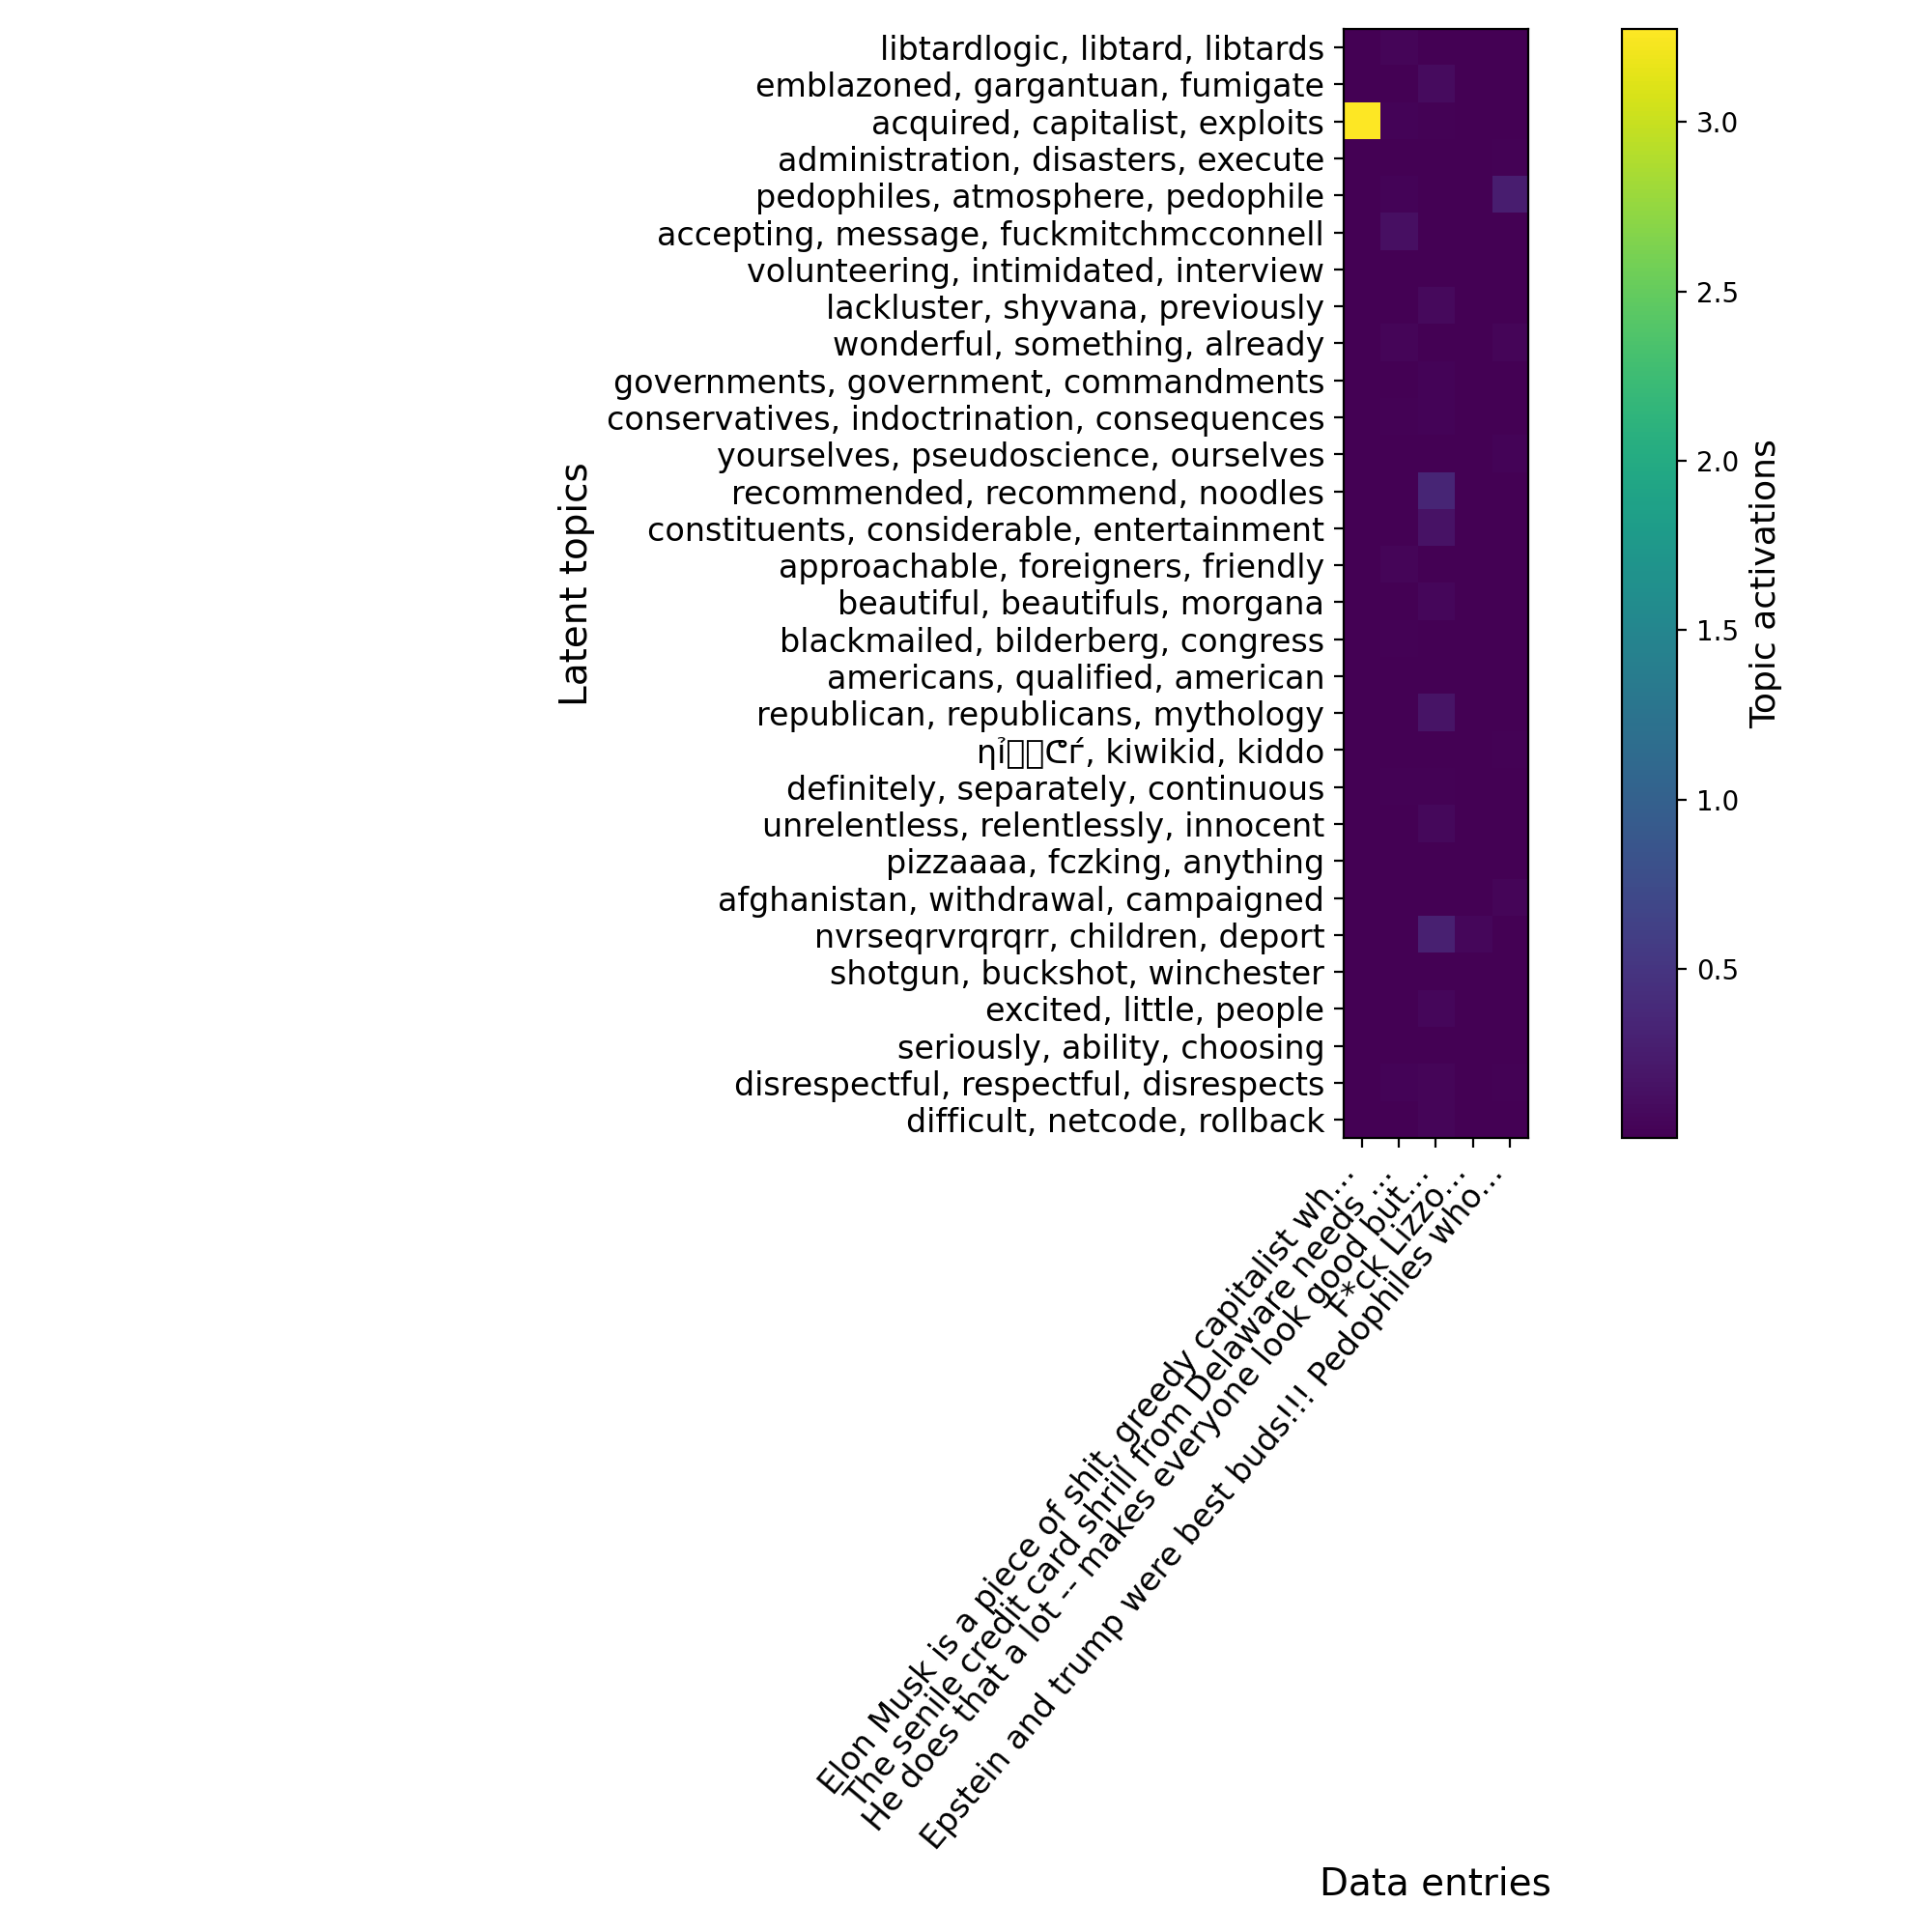 libtardlogic, libtard, libtards
emblazoned, gargantuan, fumigate
acquired, capitalist, exploits
administration, disasters, execute
pedophiles, atmosphere, pedophile
accepting, message, fuckmitchmcconnell
volunteering, intimidated, interview
lackluster, shyvana, previously
wonderful, something, already
governments, government, commandments
conservatives, indoctrination, consequences
yourselves, pseudoscience, ourselves
recommended, recommend, noodles
constituents, considerable, entertainment
approachable, foreigners, friendly
beautiful, beautifuls, morgana
blackmailed, bilderberg, congress
americans, qualified, american
republican, republicans, mythology
kiwikid, kiddo
definitely, separately, continuous
unrelentless, relentlessly, innocent
pizzaaaa, fczking, anything
afghanistan, withdrawal, campaigned
nvrseqrvrqrqrr, children, deport
shotgun, buckshot, winchester
excited, little, people
seriously, ability, choosing
disrespectful, respectful, disrespects
difficult, netcode, rollback
Latent topics
Elon Musk is a piece of shit, greedy capitalist wh...
The senile credit card shrill from Delaware needs ...
He does that a lot -- makes everyone look good but...
F*ck Lizzo...
Epstein and trump were best buds!!! Pedophiles who...
Data entries
3.0
2.5
2.0
1.5
1.0
0.5
Topic activations